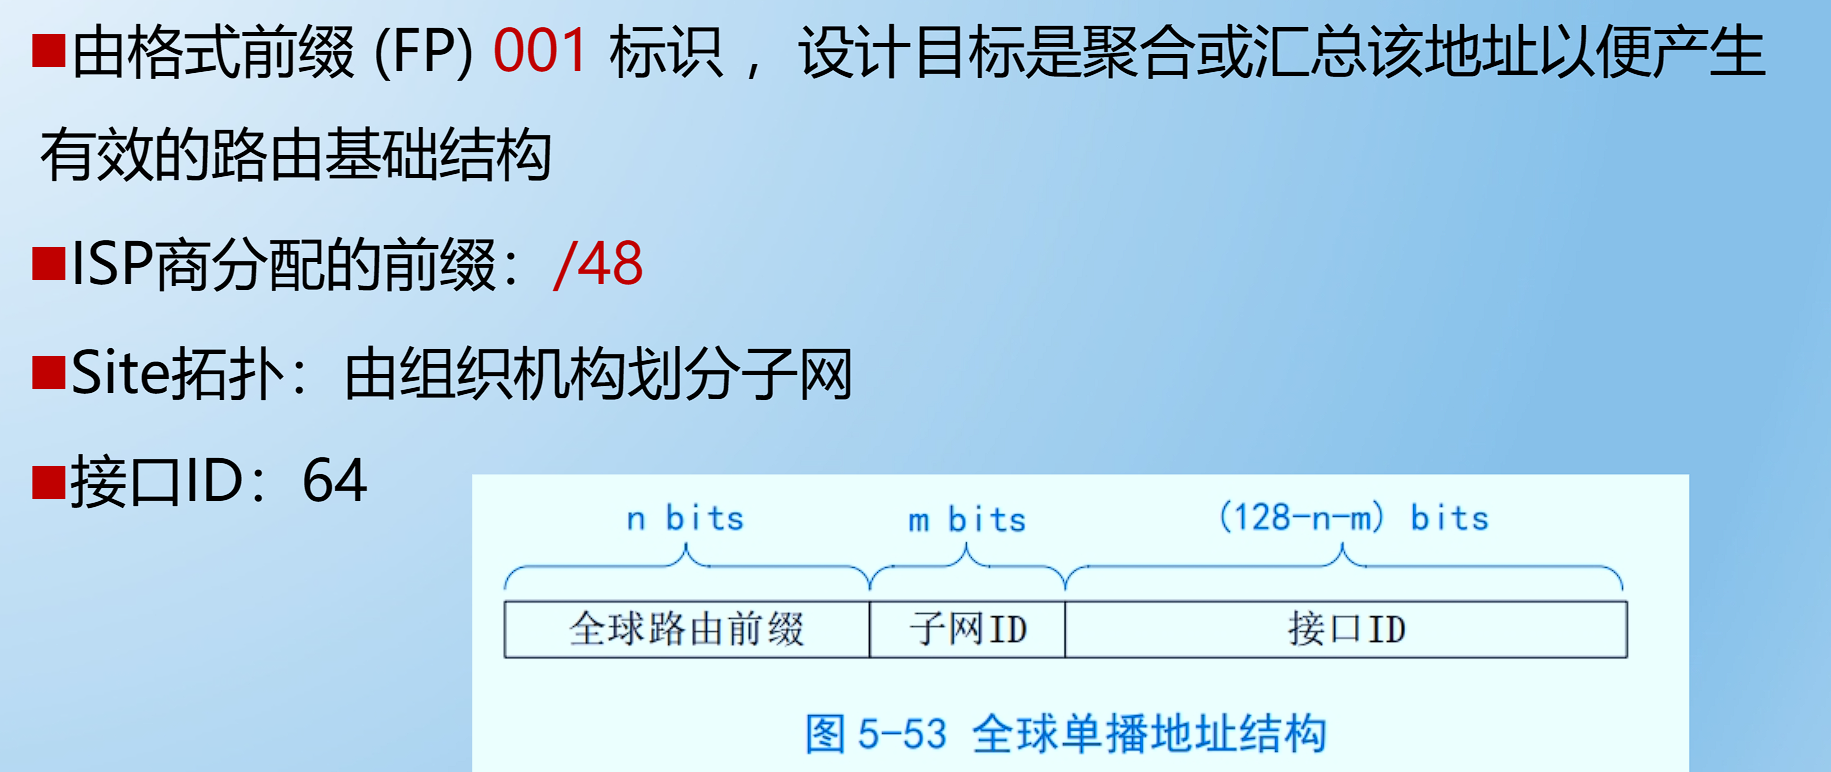 ■由格式前缀 (FP) 001 标识 ，设计目标是聚合或汇总该地址以便产生
有效的路由基础结构
■ISP商分配的前缀：/48
■Site拓扑：由组织机构划分子网
■接口ID：64
n bits m bits (128-n-m) bits
全球路由前缀 子网ID 接口ID
图 5-53 全球单播地址结构